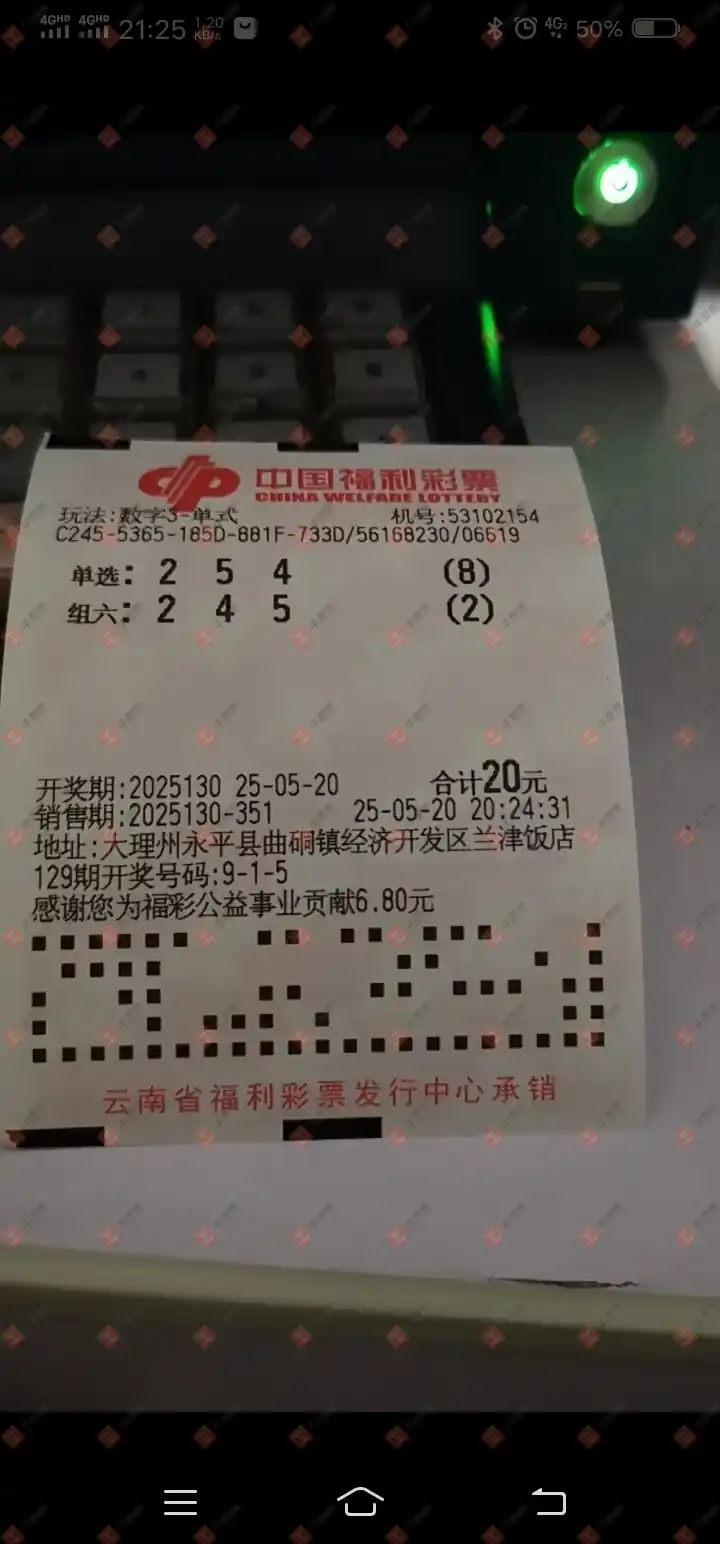 4GHD 4GHD 21:25 1.20 KB/s 4G2 50%
中国福利彩票
CHINA WELFARE LOTTERY
玩法:数字3-单式 机号:53102154
C245-5365-185D-881F-733D/56168230/06619
单选: 2 5 4 (8)
组六: 2 4 5 (2)
开奖期:2025130 25-05-20 合计20元
销售期:2025130-351 25-05-20 20:24:31
地址:大理州永平县曲硐镇经济开发区兰津饭店
129期开奖号码:9-1-5
感谢您为福彩公益事业贡献6.80元
云南省福利彩票发行中心承销